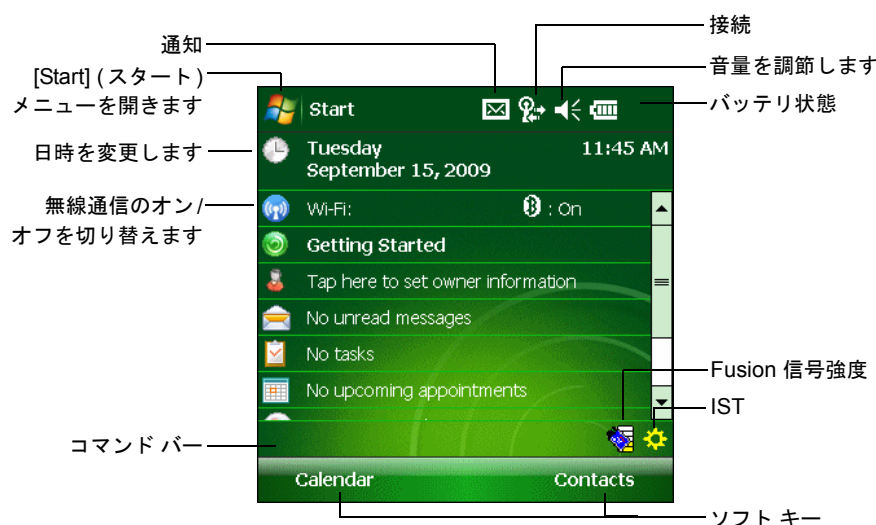 接続
通知
音量を調節します
[Start] (スタート)
メニューを開きます
バッテリ状態
Start
日時を変更します
Tuesday
11:45 AM
September 15, 2009
無線通信のオン/
オフを切り替えます
Wi-Fi:
: On
Getting Started
Tap here to set owner information
No unread messages
No tasks
No upcoming appointments
Fusion 信号強度
IST
コマンド バー
Calendar
Contacts
ソフト キー